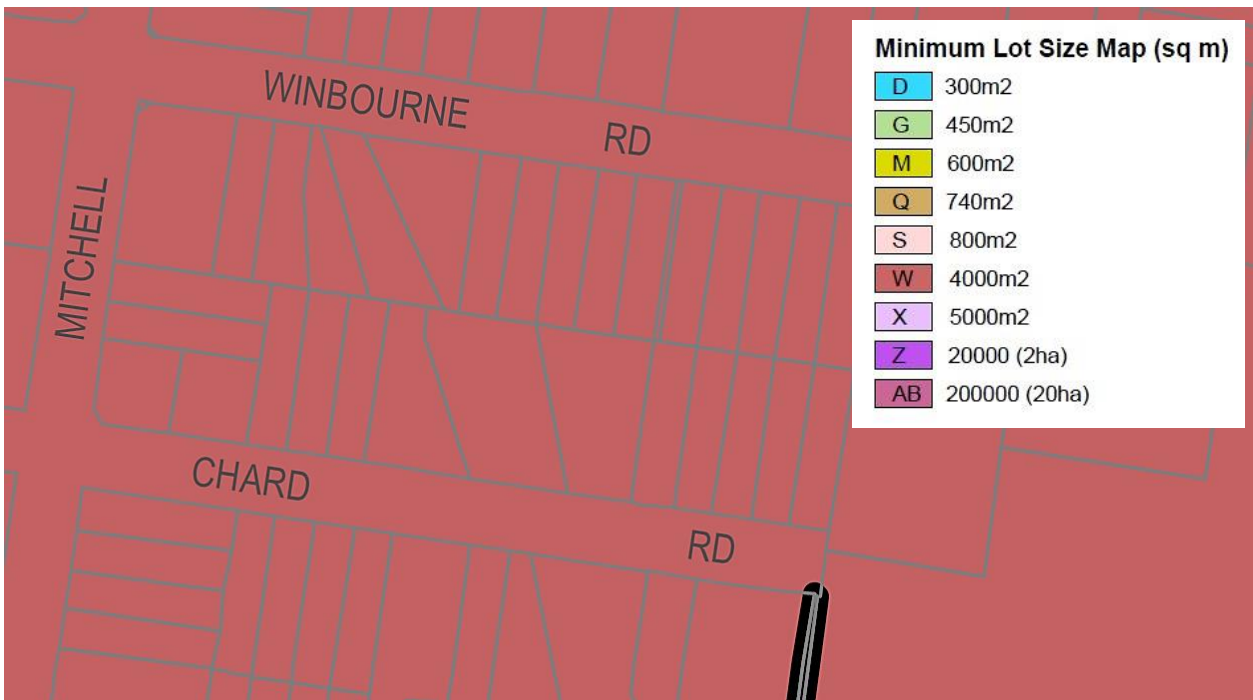 WINBOURNE RD
MITCHELL
CHARD RD
Minimum Lot Size Map (sq m)
D 300m2
G 450m2
M 600m2
Q 740m2
S 800m2
W 4000m2
X 5000m2
Z 20000 (2ha)
AB 200000 (20ha)